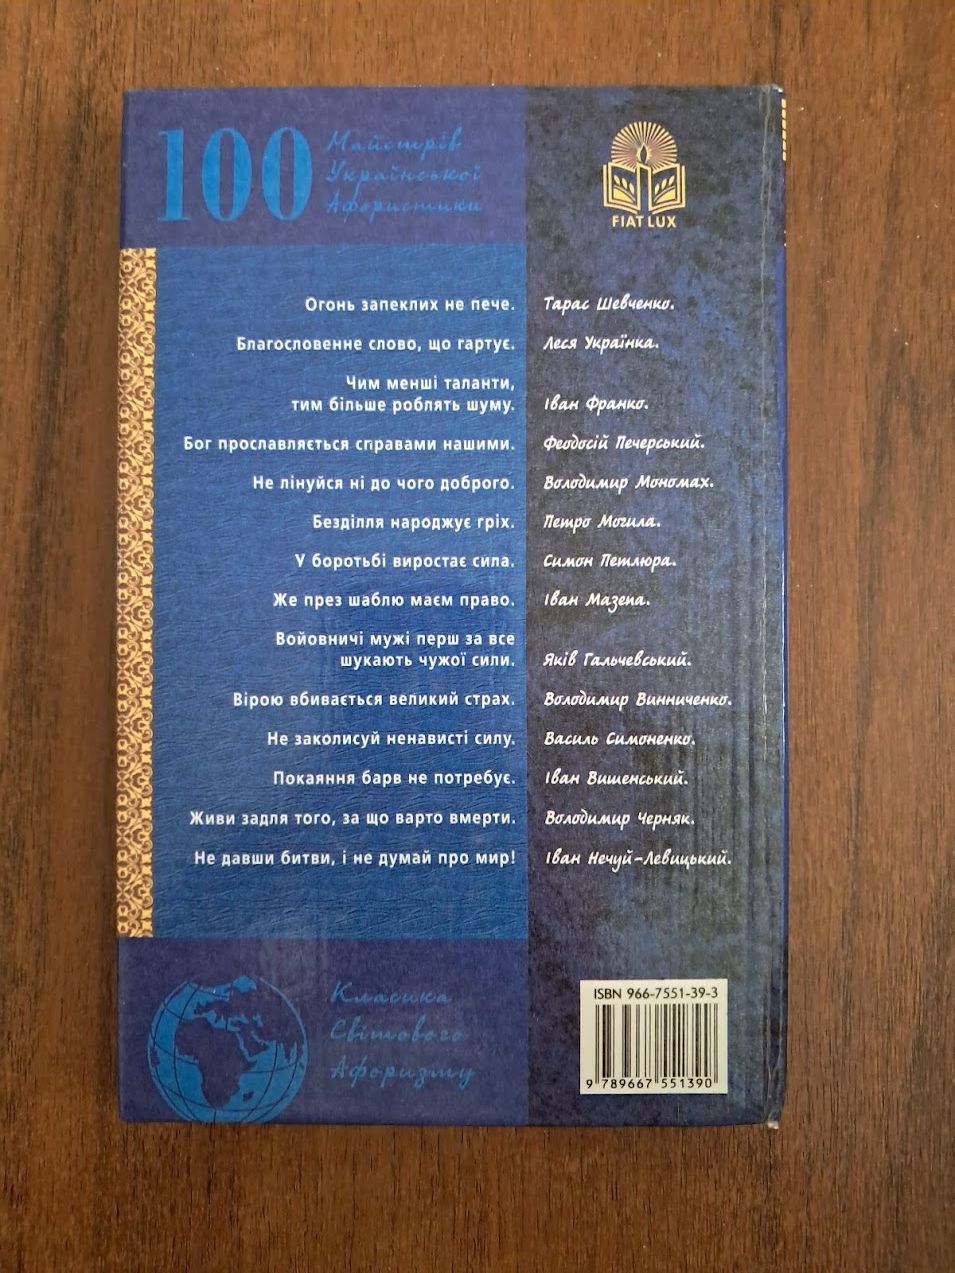 100
Майстрів
Української
Афористики
FIAT LUX
Огонь запеклих не пече. Тарас Шевченко.
Благословенне слово, що гартує. Леся Українка.
Чим менші таланти,
тим більше роблять шуму. Іван Франко.
Бог прославляється справами нашими. Феодосій Печерський.
Не лінуйся ні до чого доброго. Володимир Мономах.
Безділля народжує гріх. Петро Могила.
У боротьбі виростає сила. Симон Петлюра.
Же през шаблю маєм право. Іван Мазепа.
Войовничі мужі перш за все
шукають чужої сили. Яків Гальчевський.
Вірою вбивається великий страх. Володимир Винниченко.
Не заколисуй ненависті силу. Василь Симоненко.
Покаяння барв не потребує. Іван Вишенський.
Живи задля того, за що варто вмерти. Володимир Черняк.
Не давши битви, і не думай про мир! Іван Нечуй-Левицький.
Класика
Світового
Афоризму
ISBN 966-7551-39-3
9 789667 551390